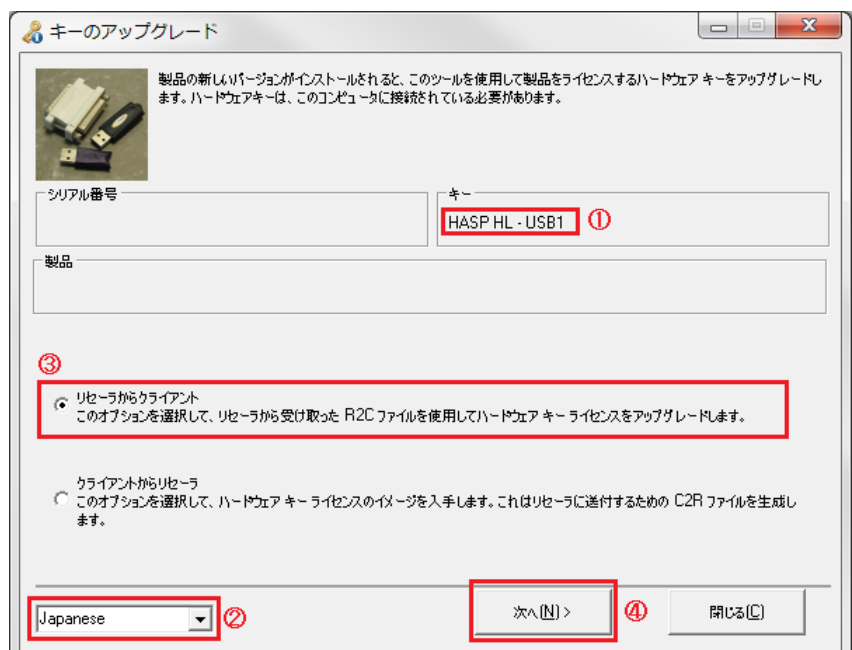 キーのアップグレード
製品の新しいバージョンがインストールされると、このツールを使用して製品をライセンスするハードウェア キーをアップグレードし
ます。ハードウェアキーは、このコンピュータに接続されている必要があります。
シリアル番号
キー
HASP HL - USB1 ①
製品
③
リセーラからクライアント
このオプションを選択して、リセーラから受け取った R2C ファイルを使用してハードウェア キー ライセンスをアップグレードします。
クライアントからリセーラ
このオプションを選択して、ハードウェア キー ライセンスのイメージを入手します。これはリセーラに送付するための C2R ファイルを生成し
ます。
Japanese ② 次へ(N) > ④ 閉じる(C)